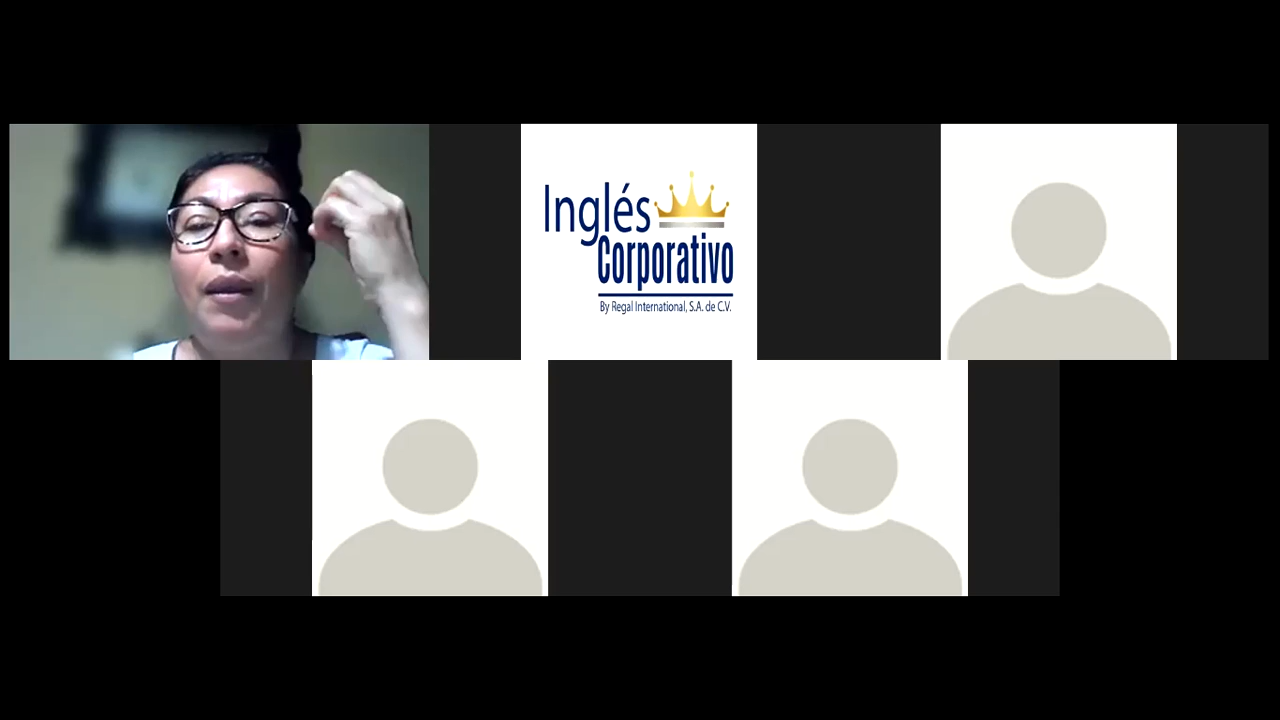 Inglés
Corporativo
By Regal International, S.A. de C.V.